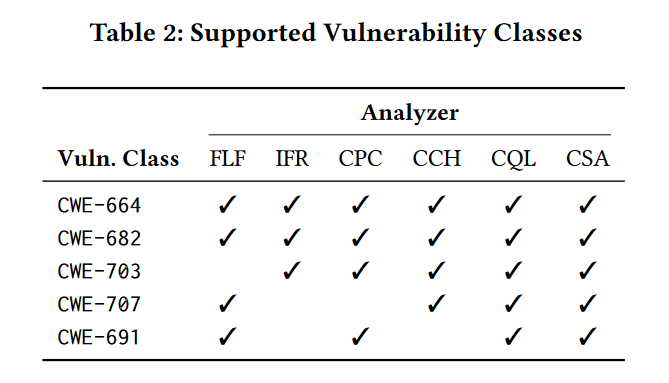 Table 2: Supported Vulnerability Classes
Analyzer
Vuln. Class FLF IFR CPC CCH CQL CSA
CWE-664 ✓ ✓ ✓ ✓ ✓ ✓
CWE-682 ✓ ✓ ✓ ✓ ✓ ✓
CWE-703 ✓ ✓ ✓ ✓ ✓
CWE-707 ✓ ✓ ✓ ✓
CWE-691 ✓ ✓ ✓ ✓